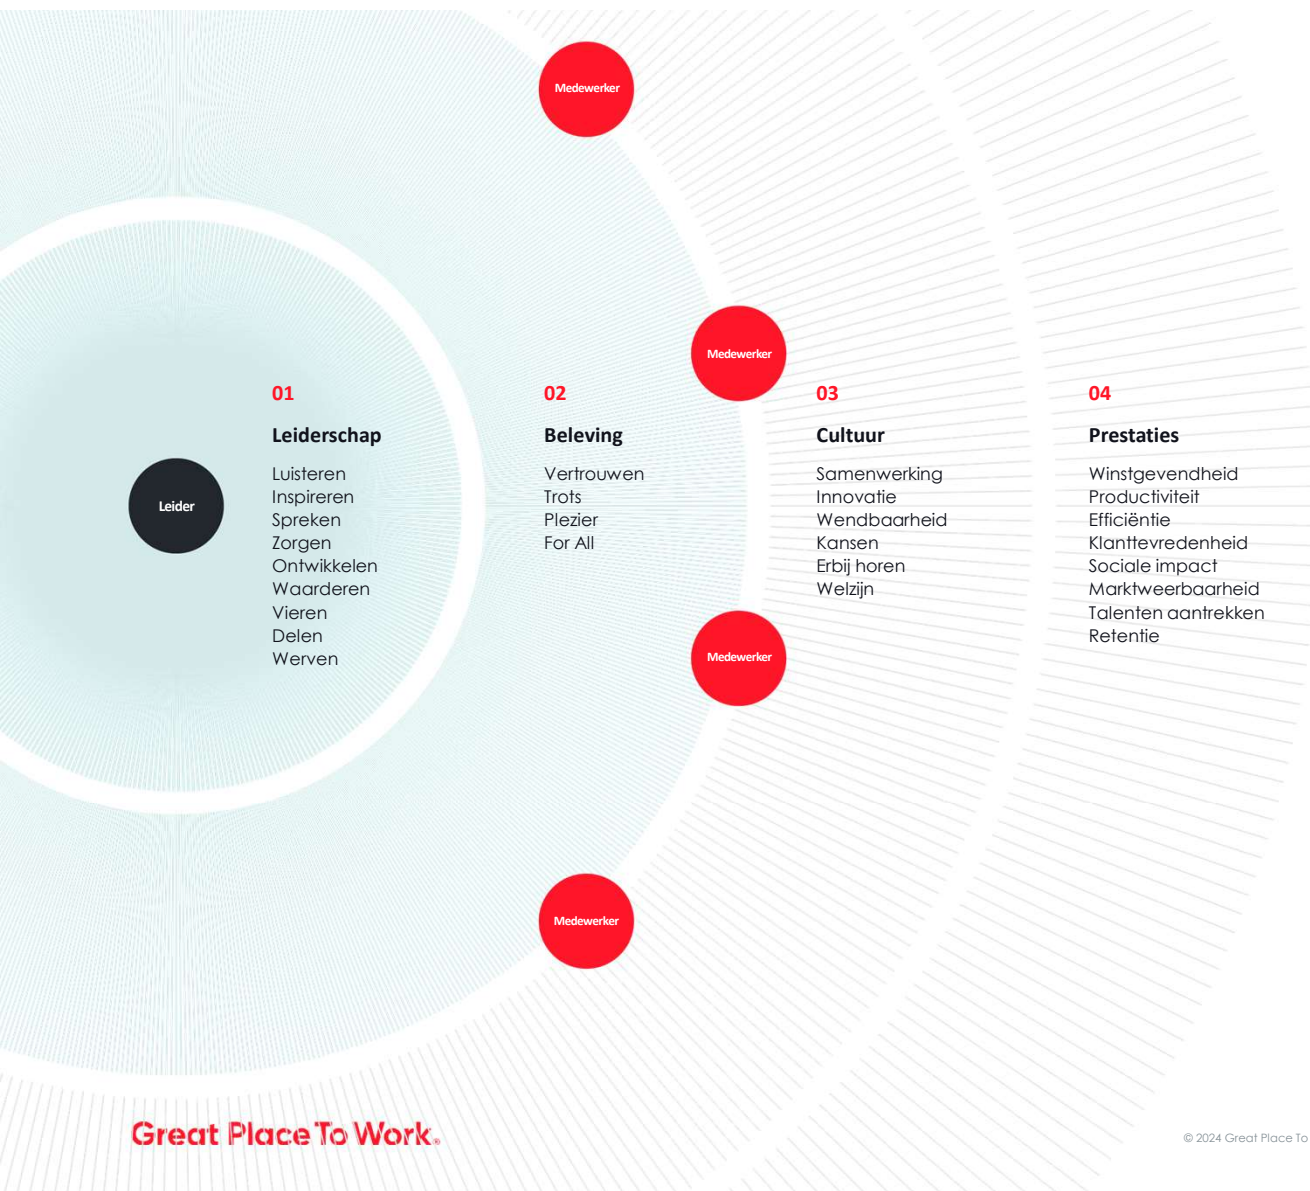 Medewerker
Medewerker
01
Leiderschap
Luisteren
Inspireren
Spreken
Zorgen
Ontwikkelen
Waarderen
Vieren
Delen
Werven
Leider
02
Beleving
Vertrouwen
Trots
Plezier
For All
03
Cultuur
Samenwerking
Innovatie
Wendbaarheid
Kansen
Erbij horen
Welzijn
04
Prestaties
Winstgevendheid
Productiviteit
Efficiëntie
Klanttevredenheid
Sociale impact
Marktweerbaarheid
Talenten aantrekken
Retentie
Medewerker
Medewerker
Great Place To Work®
© 2024 Great Place To